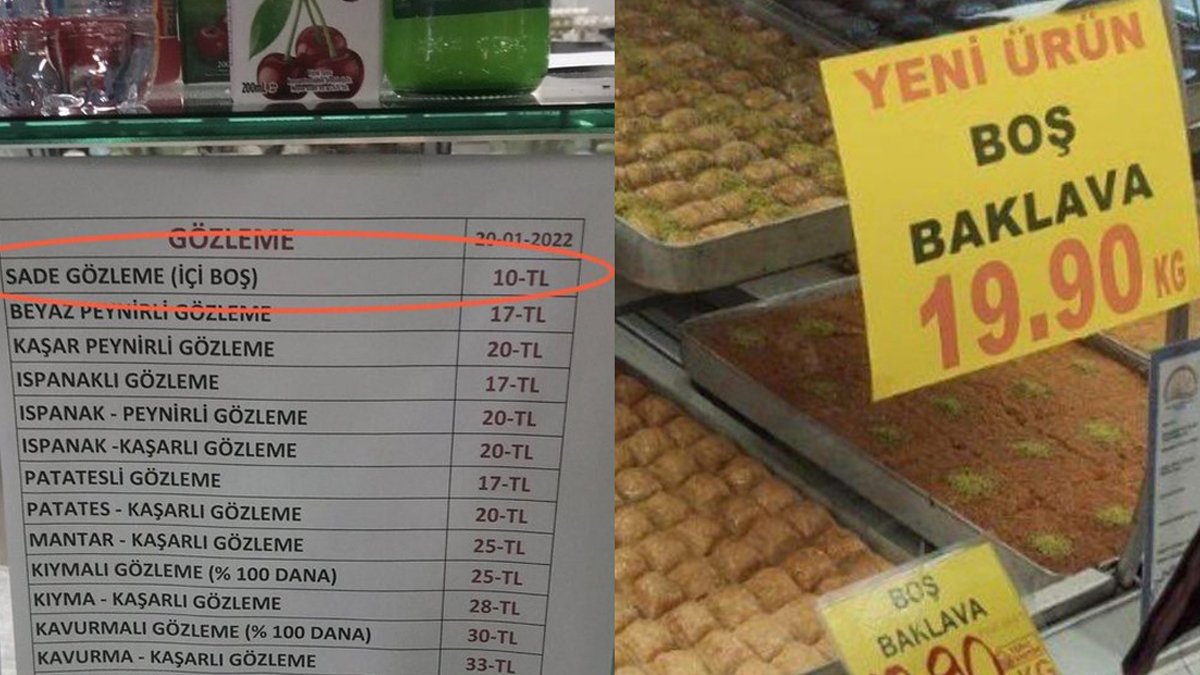 200mL
GÖZLEME 20-01-2022
SADE GÖZLEME (İÇİ BOŞ) 10-TL
BEYAZ PEYNİRLİ GÖZLEME 17-TL
KAŞAR PEYNİRLİ GÖZLEME 20-TL
ISPANAKLI GÖZLEME 17-TL
ISPANAK - PEYNİRLİ GÖZLEME 20-TL
ISPANAK -KAŞARLI GÖZLEME 20-TL
PATATESLİ GÖZLEME 17-TL
PATATES - KAŞARLI GÖZLEME 20-TL
MANTAR - KAŞARLI GÖZLEME 25-TL
KIYMALI GÖZLEME (% 100 DANA) 25-TL
KIYMA - KAŞARLI GÖZLEME 28-TL
KAVURMALI GÖZLEME (% 100 DANA) 30-TL
KAVURMA - KAŞARLI GÖZLEME 33-TL
YENİ ÜRÜN
BOŞ
BAKLAVA
19.90 KG
BOŞ
BAKLAVA
.90 KG